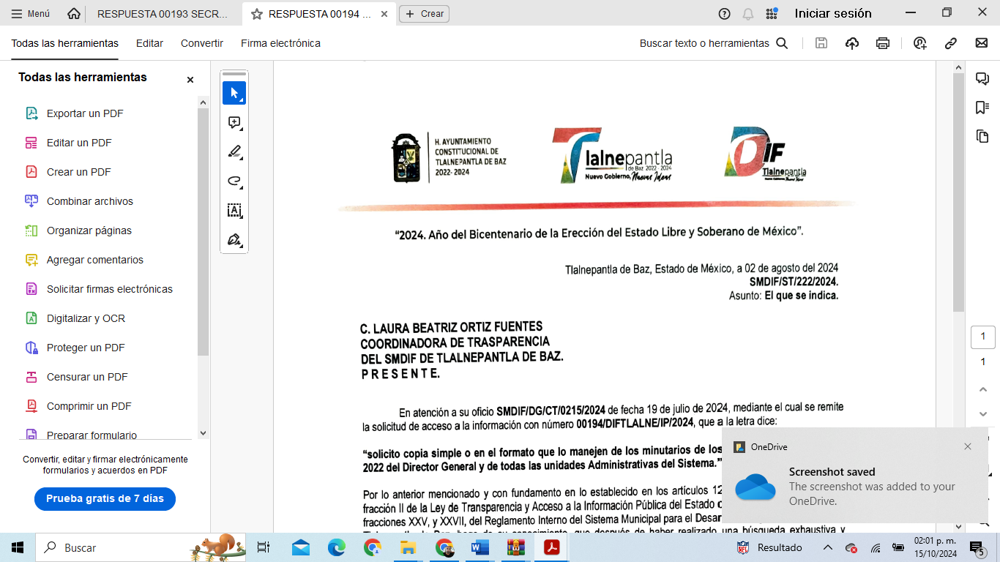 Menú
RESPUESTA 00193 SECR...
RESPUESTA 00194 ...
Crear
Iniciar sesión
Todas las herramientas
Editar
Convertir
Firma electrónica
Buscar texto o herramientas
Todas las herramientas
Exportar un PDF
Editar un PDF
Crear un PDF
Combinar archivos
Organizar páginas
Agregar comentarios
Solicitar firmas electrónicas
Digitalizar y OCR
Proteger un PDF
Censurar un PDF
Comprimir un PDF
Preparar formulario
Convertir, editar y firmar electrónicamente
formularios y acuerdos en PDF
Prueba gratis de 7 días
H. AYUNTAMIENTO
CONSTITUCIONAL DE
TLALNEPANTLA DE BAZ
2022- 2024
Tlalnepantla
de Baz 2022 - 2024
Nuevo Gobierno, Nuevas Ideas
DIF
Tlalnepantla
Nuevo Gobierno, Nuevas Ideas
“2024. Año del Bicentenario de la Erección del Estado Libre y Soberano de México”.
Tlalnepantla de Baz, Estado de México, a 02 de agosto del 2024
SMDIF/ST/222/2024.
Asunto: El que se indica.
C. LAURA BEATRIZ ORTIZ FUENTES
COORDINADORA DE TRASPARENCIA
DEL SMDIF DE TLALNEPANTLA DE BAZ.
P R E S E N T E.
En atención a su oficio SMDIF/DG/CT/0215/2024 de fecha 19 de julio de 2024, mediante el cual se remite
la solicitud de acceso a la información con número 00194/DIFTLALNE/IP/2024, que a la letra dice:
“solicito copia simple o en el formato que lo manejen de los minutarios de los
2022 del Director General y de todas las unidades Administrativas del Sistema.”
Por lo anterior mencionado y con fundamento en lo establecido en los artículos 12
fracción II de la Ley de Transparencia y Acceso a la Información Pública del Estado
fracciones XXV, y XXVII, del Reglamento Interno del Sistema Municipal para el Desar
que después de haber realizado una búsqueda exhaustiva y
1
1
OneDrive
Screenshot saved
The screenshot was added to your
OneDrive.
Buscar
Resultado
02:01 p. m.
15/10/2024
5